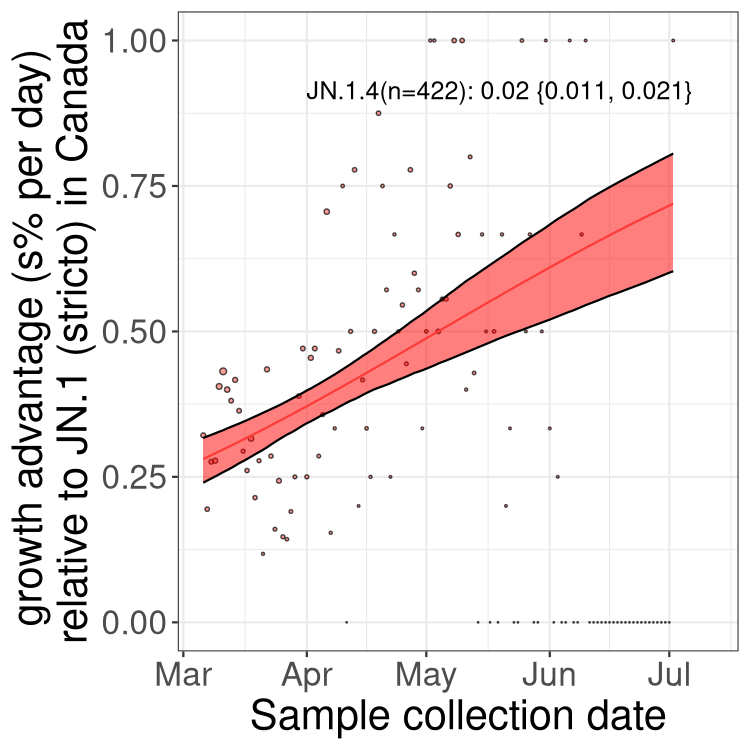 growth advantage (s% per day)
relative to JN.1 (stricto) in Canada
1.00
0.75
0.50
0.25
0.00
JN.1.4(n=422): 0.02 {0.011, 0.021}
Mar Apr May Jun Jul
Sample collection date